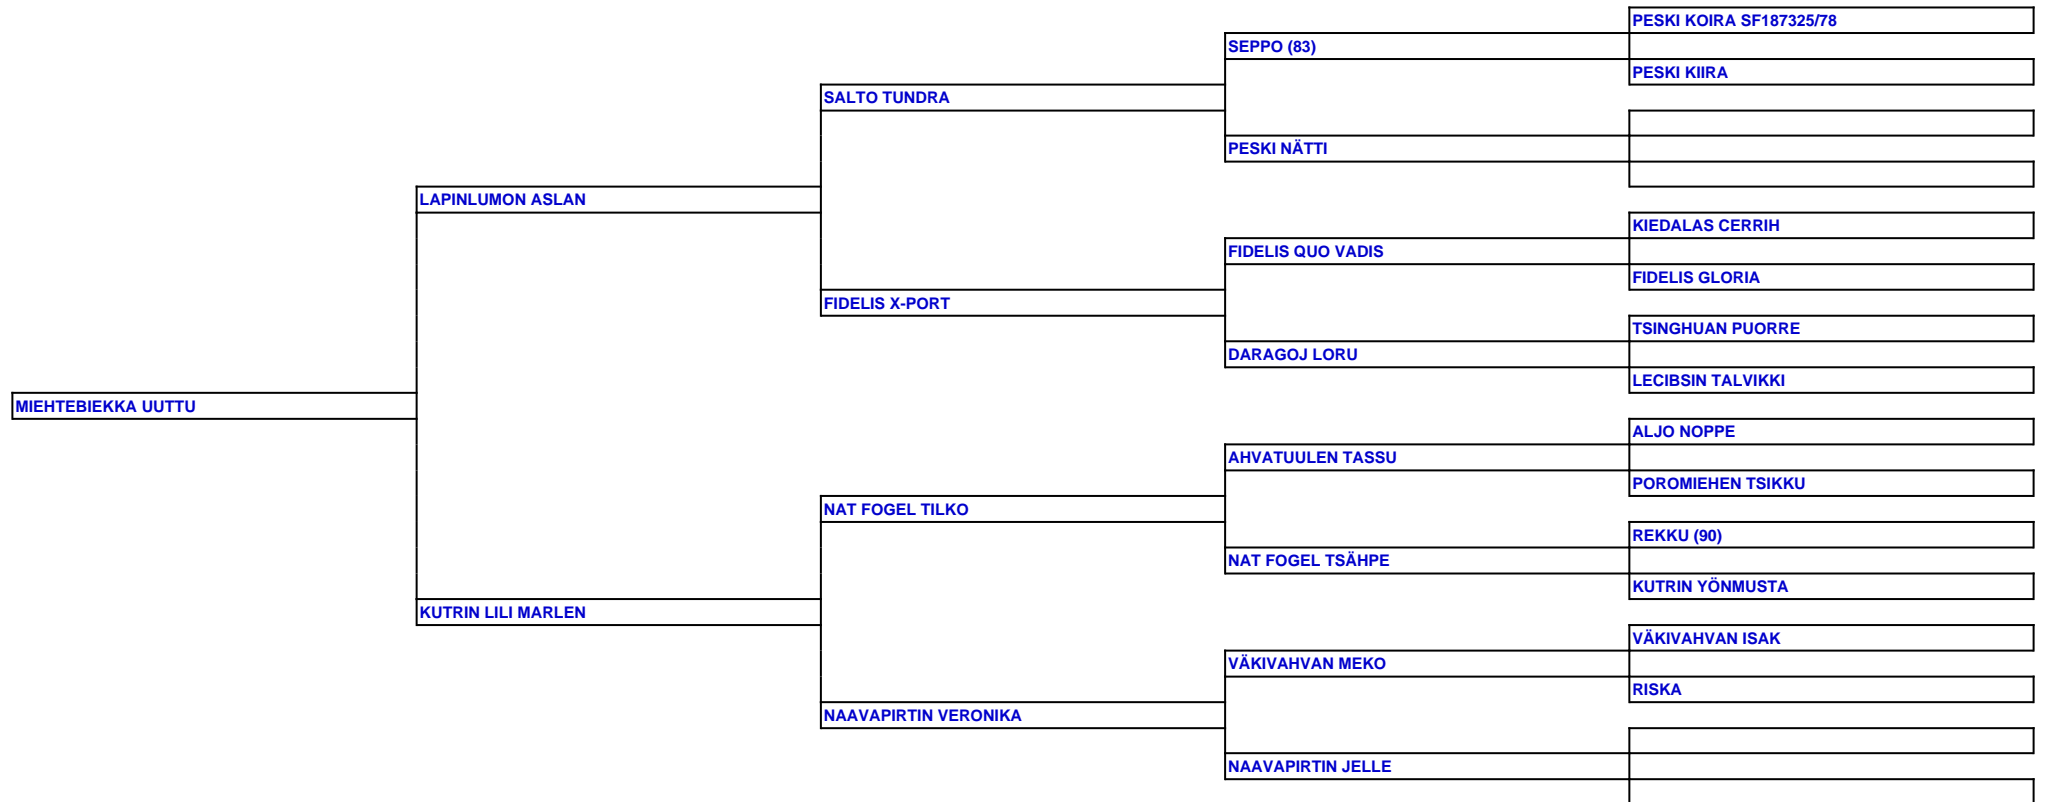 PESKI KOIRA SF187325/78
SEPPO (83)
PESKI KIIRA
SALTO TUNDRA
PESKI NÄTTI
LAPINLUMON ASLAN
KIEDALAS CERRIH
FIDELIS QUO VADIS
FIDELIS GLORIA
FIDELIS X-PORT
TSINGHUAN PUORRE
DARAGOJ LORU
LECIBSIN TALVIKKI
MIEHTEBIEKKA UUTTU
ALJO NOPPE
AHVATUULEN TASSU
POROMIEHEN TSIKKU
NAT FOGEL TILKO
REKKU (90)
NAT FOGEL TSÄHPE
KUTRIN YÖNMUSTA
KUTRIN LILI MARLEN
VÄKIVAHVAN ISAK
VÄKIVAHVAN MEKO
RISKA
NAAVAPIRTIN VERONIKA
NAAVAPIRTIN JELLE